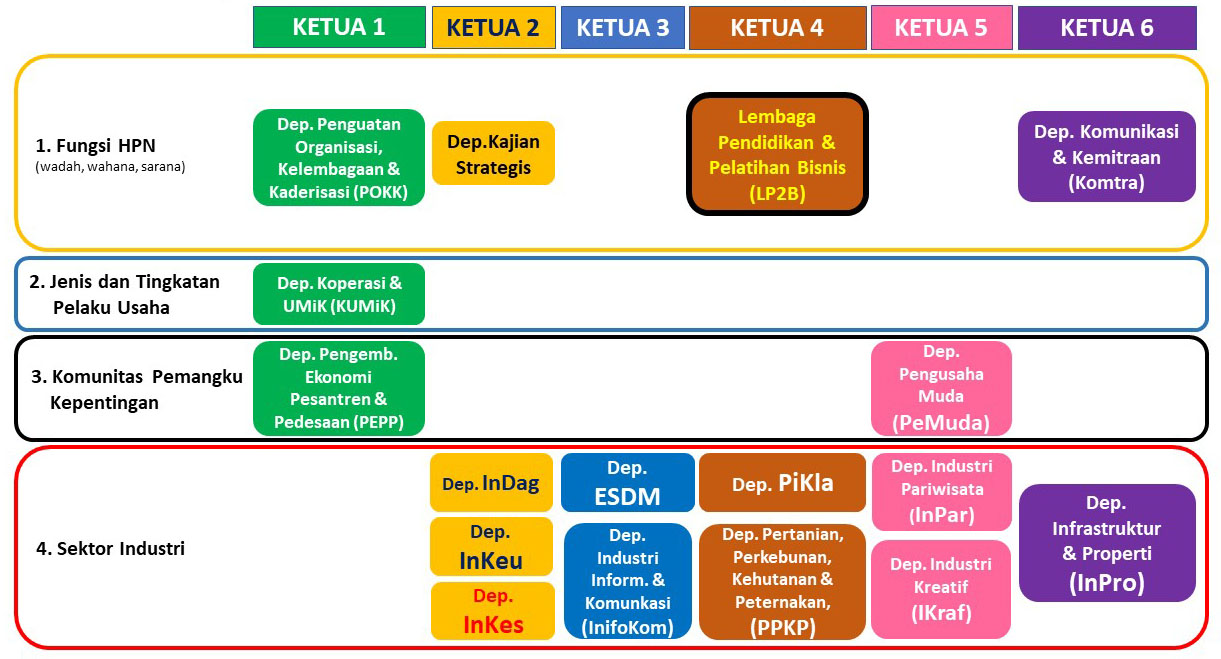 KETUA 1
KETUA 2
KETUA 3
KETUA 4
KETUA 5
KETUA 6
1. Fungsi HPN
(wadah, wahana, sarana)
Dep. Penguatan
Organisasi,
Kelembagaan &
Kaderisasi (POKK)
Dep.Kajian
Strategis
Lembaga
Pendidikan &
Pelatihan Bisnis
(LP2B)
Dep. Komunikasi
& Kemitraan
(Komtra)
2. Jenis dan Tingkatan
Pelaku Usaha
Dep. Koperasi &
UMiK (KUMiK)
3. Komunitas Pemangku
Kepentingan
Dep. Pengemb.
Ekonomi
Pesantren &
Pedesaan (PEPP)
Dep.
Pengusaha
Muda
(PeMuda)
4. Sektor Industri
Dep. InDag
Dep.
InKeu
Dep.
InKes
Dep.
ESDM
Dep.
Industri
Inform. &
Komunkasi
(InifoKom)
Dep. PiKla
Dep. Pertanian,
Perkebunan,
Kehutanan &
Peternakan,
(PPKP)
Dep. Industri
Pariwisata
(InPar)
Dep. Industri
Kreatif
(IKraf)
Dep.
Infrastruktur
& Properti
(InPro)